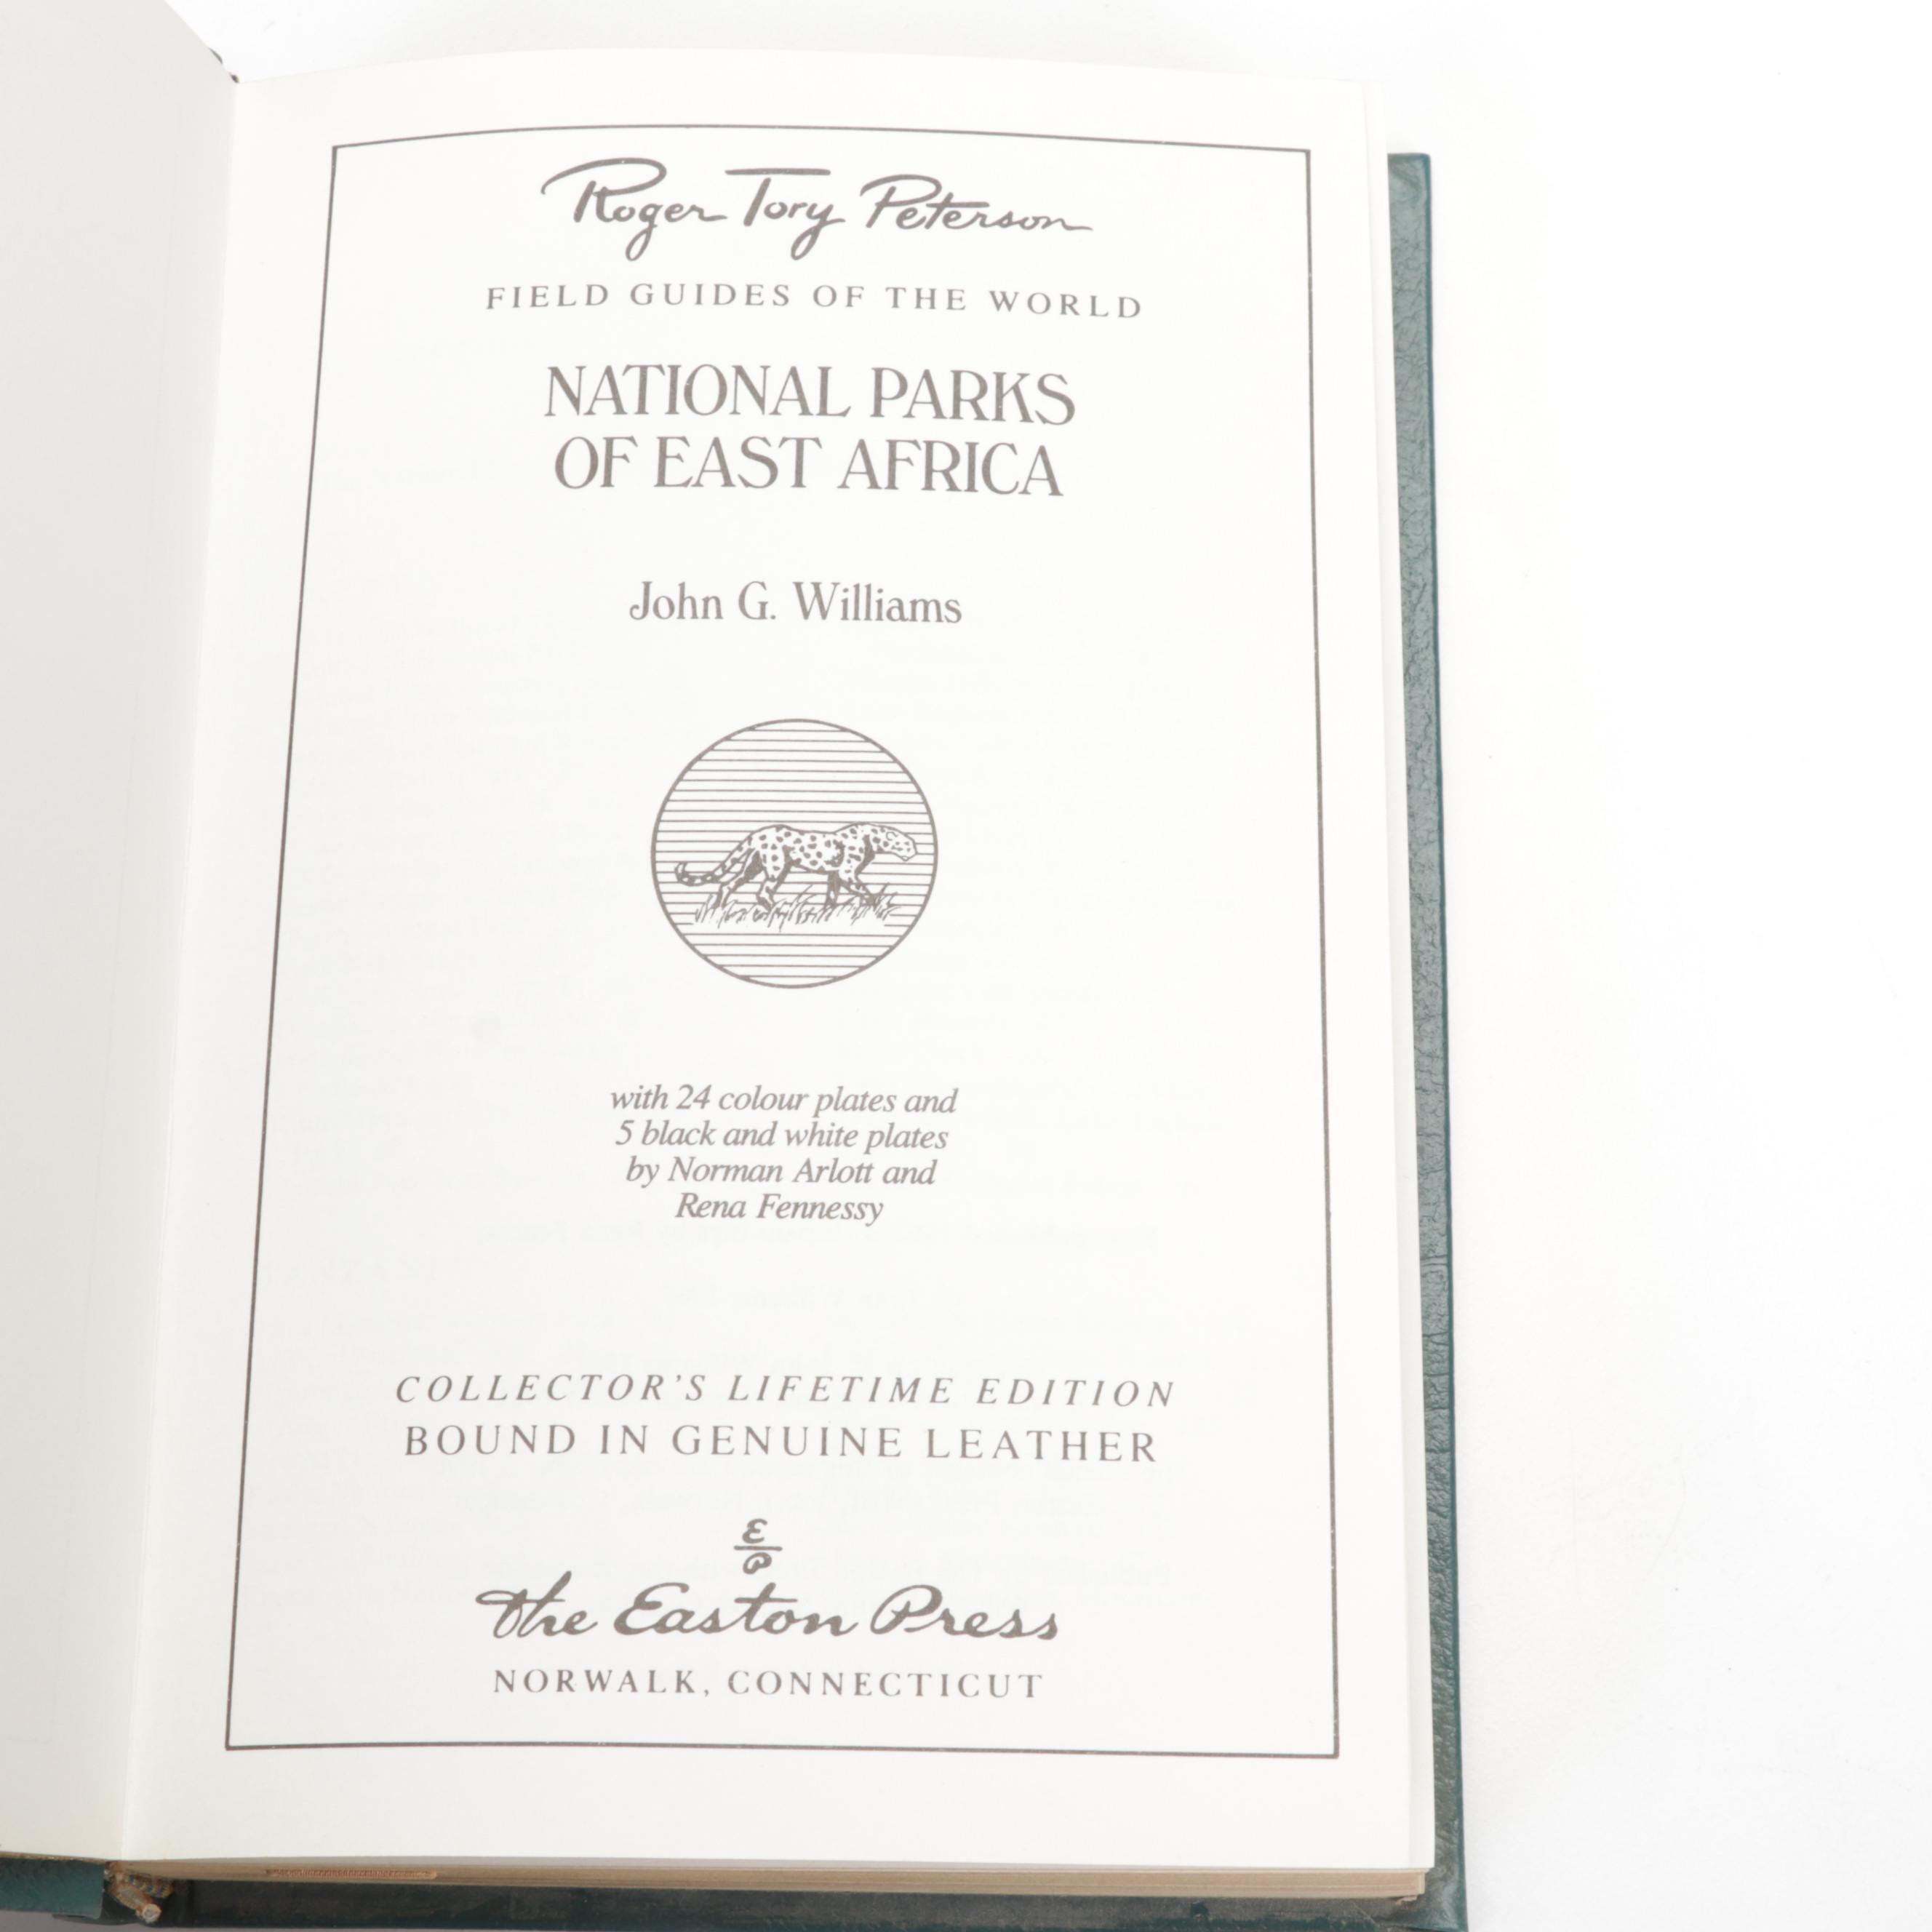 Roger Tory Peterson
FIELD GUIDES OF THE WORLD
NATIONAL PARKS
OF EAST AFRICA
John G. Williams
with 24 colour plates and
5 black and white plates
by Norman Arlott and
Rena Fennessy
COLLECTOR'S LIFETIME EDITION
BOUND IN GENUINE LEATHER
E
P
The Easton Press
NORWALK, CONNECTICUT